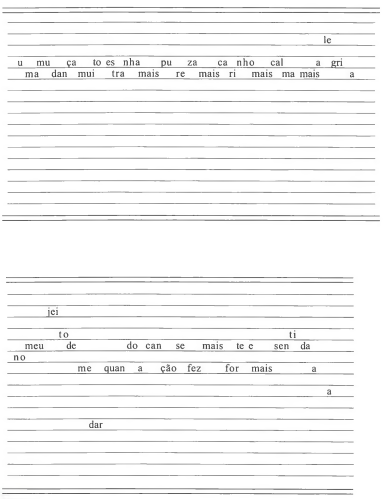 le
u mu ça to es nha pu za ca nho cal a gri
ma dan mui tra mais re mais ri mais ma mais a
jei
to ti
meu de do can se mais te e sen da
no
me quan a ção fez for mais a
a
dar